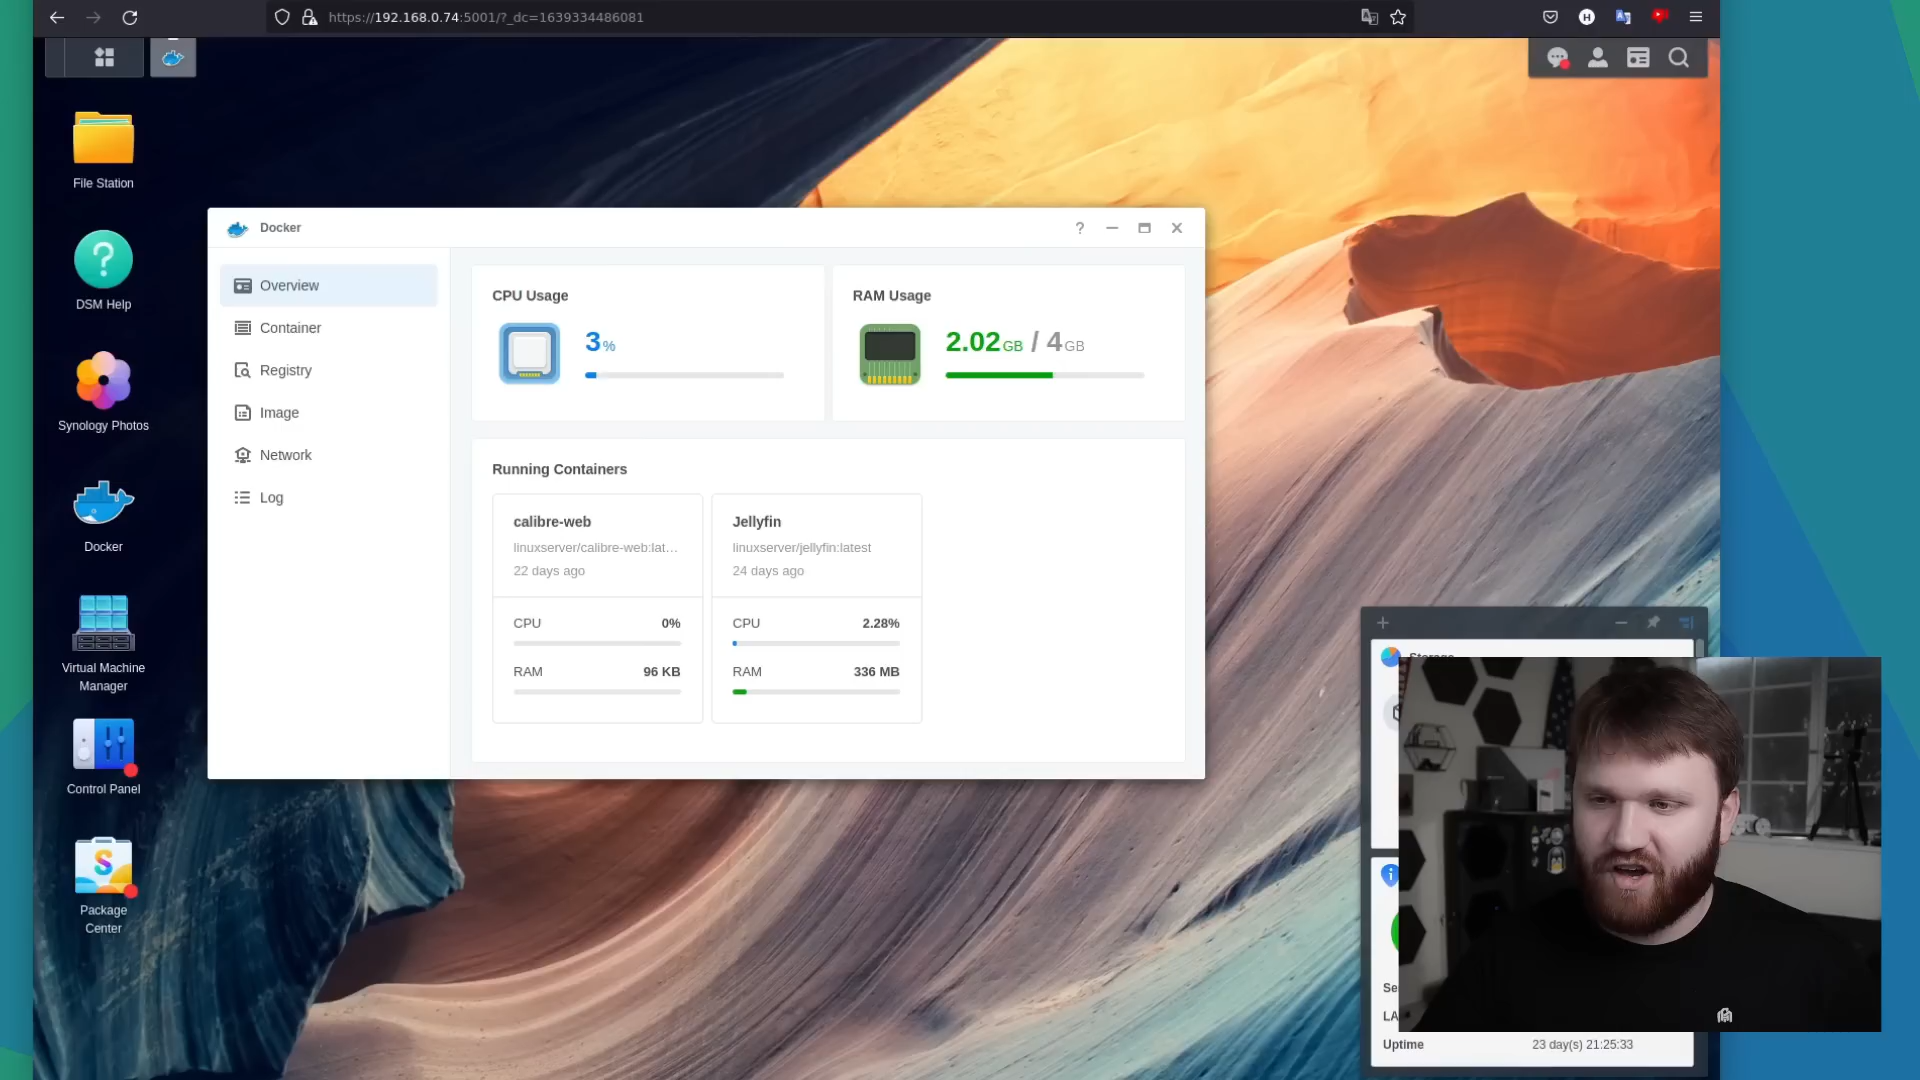 https://192.168.0.74:5001/?_dc=1639334486081
File Station
DSM Help
Synology Photos
Docker
Virtual Machine
Manager
Control Panel
Package
Center
Docker
Overview
Container
Registry
Image
Network
Log
CPU Usage
3%
RAM Usage
2.02GB / 4GB
Running Containers
calibre-web
linuxserver/calibre-web:lat...
22 days ago
CPU 0%
RAM 96 KB
Jellyfin
linuxserver/jellyfin:latest
24 days ago
CPU 2.28%
RAM 336 MB
Storage
Se
LA
Uptime 23 day(s) 21:25:33